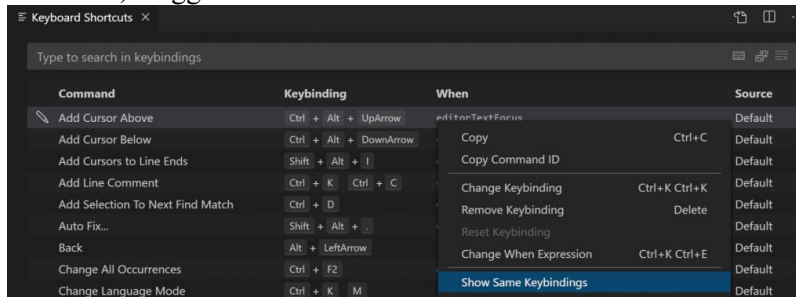 Keyboard Shortcuts
Type to search in keybindings
Command Keybinding When Source
Add Cursor Above Ctrl + Alt + UpArrow editorTextFocus Default
Add Cursor Below Ctrl + Alt + DownArrow Copy Ctrl+C Default
Add Cursors to Line Ends Shift + Alt + I Copy Command ID Default
Add Line Comment Ctrl + K Ctrl + C Change Keybinding Ctrl+K Ctrl+K Default
Add Selection To Next Find Match Ctrl + D Remove Keybinding Delete Default
Auto Fix... Shift + Alt + . Reset Keybinding Default
Back Alt + LeftArrow Change When Expression Ctrl+K Ctrl+E Default
Change All Occurrences Ctrl + F2 Show Same Keybindings Default
Change Language Mode Ctrl + K M Default